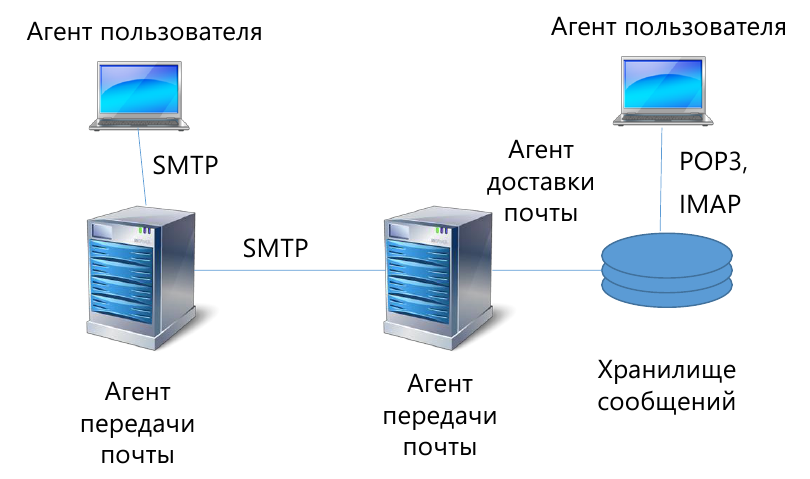 Агент пользователя
Агент пользователя
SMTP
Агент
доставки
почты
POP3,
IMAP
SMTP
Агент
передачи
почты
Агент
передачи
почты
Хранилище
сообщений